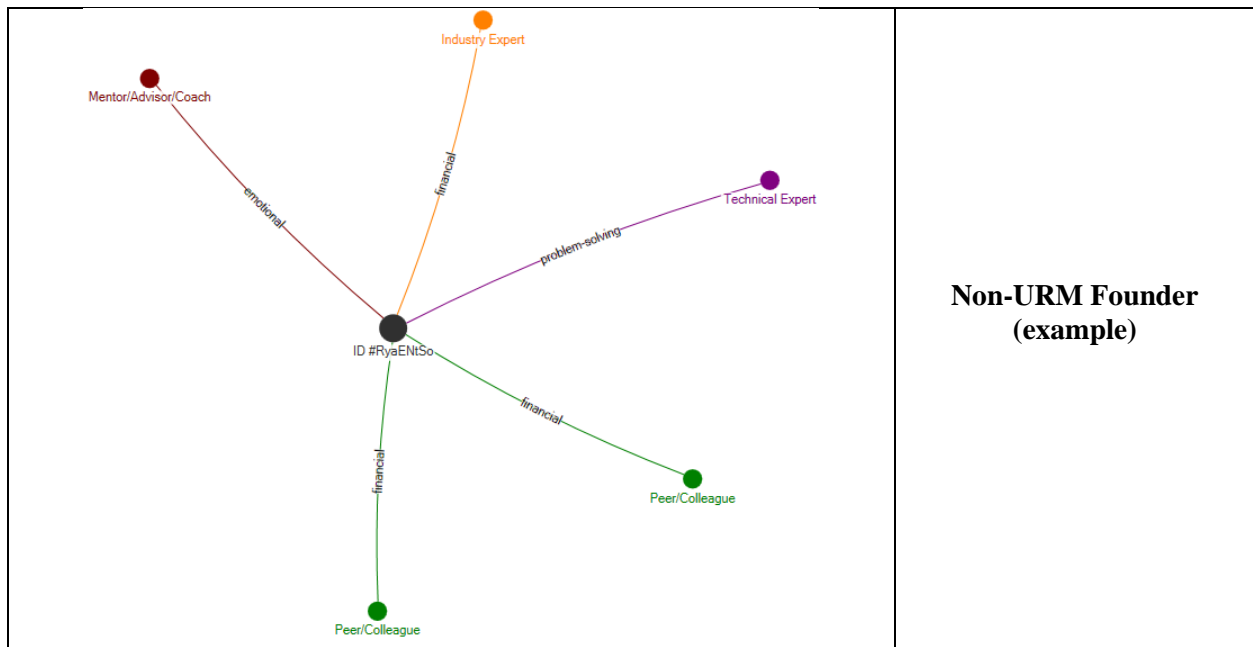 Industry Expert
Mentor/Advisor/Coach
financial
Technical Expert
emotional
problem-solving
ID #RyaENtSo
financial
financial
Peer/Colleague
Peer/Colleague
Non-URM Founder
(example)